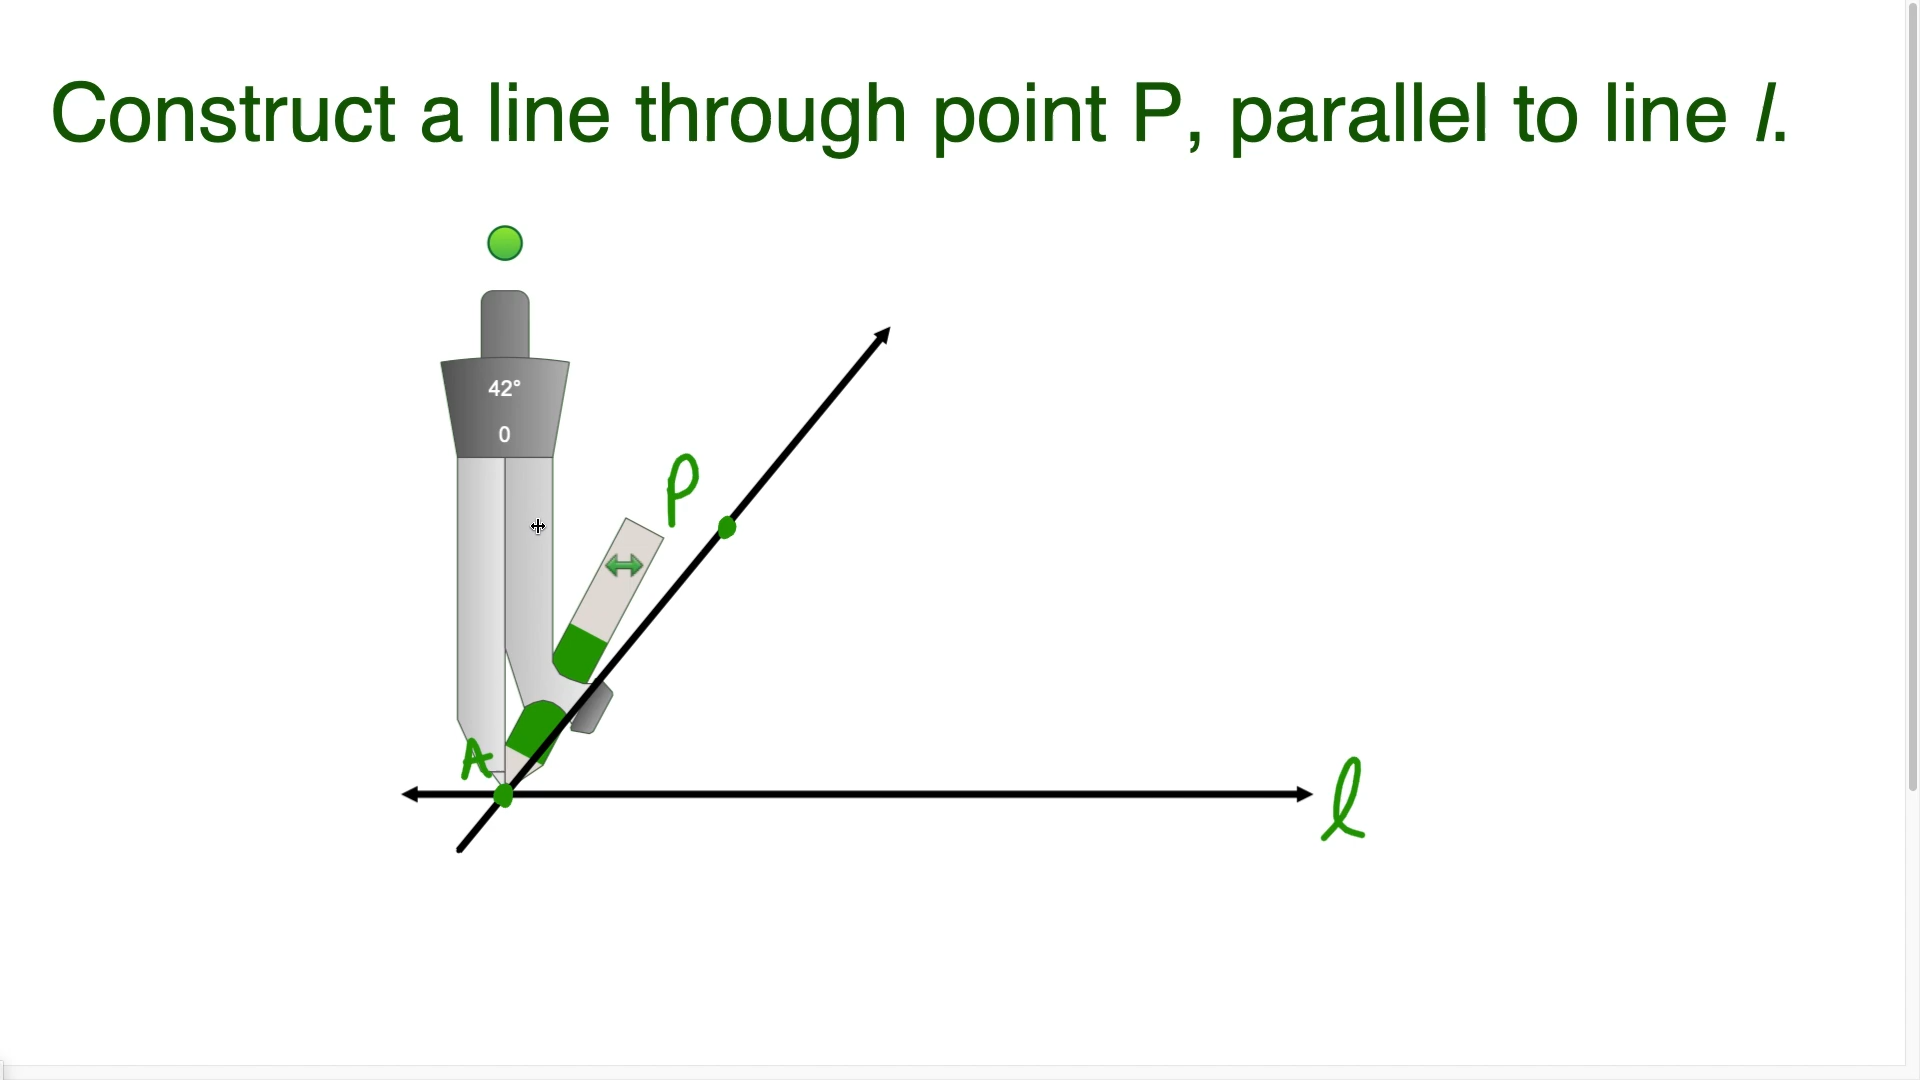 Construct a line through point P, parallel to line l.
42°
0
P
A
l